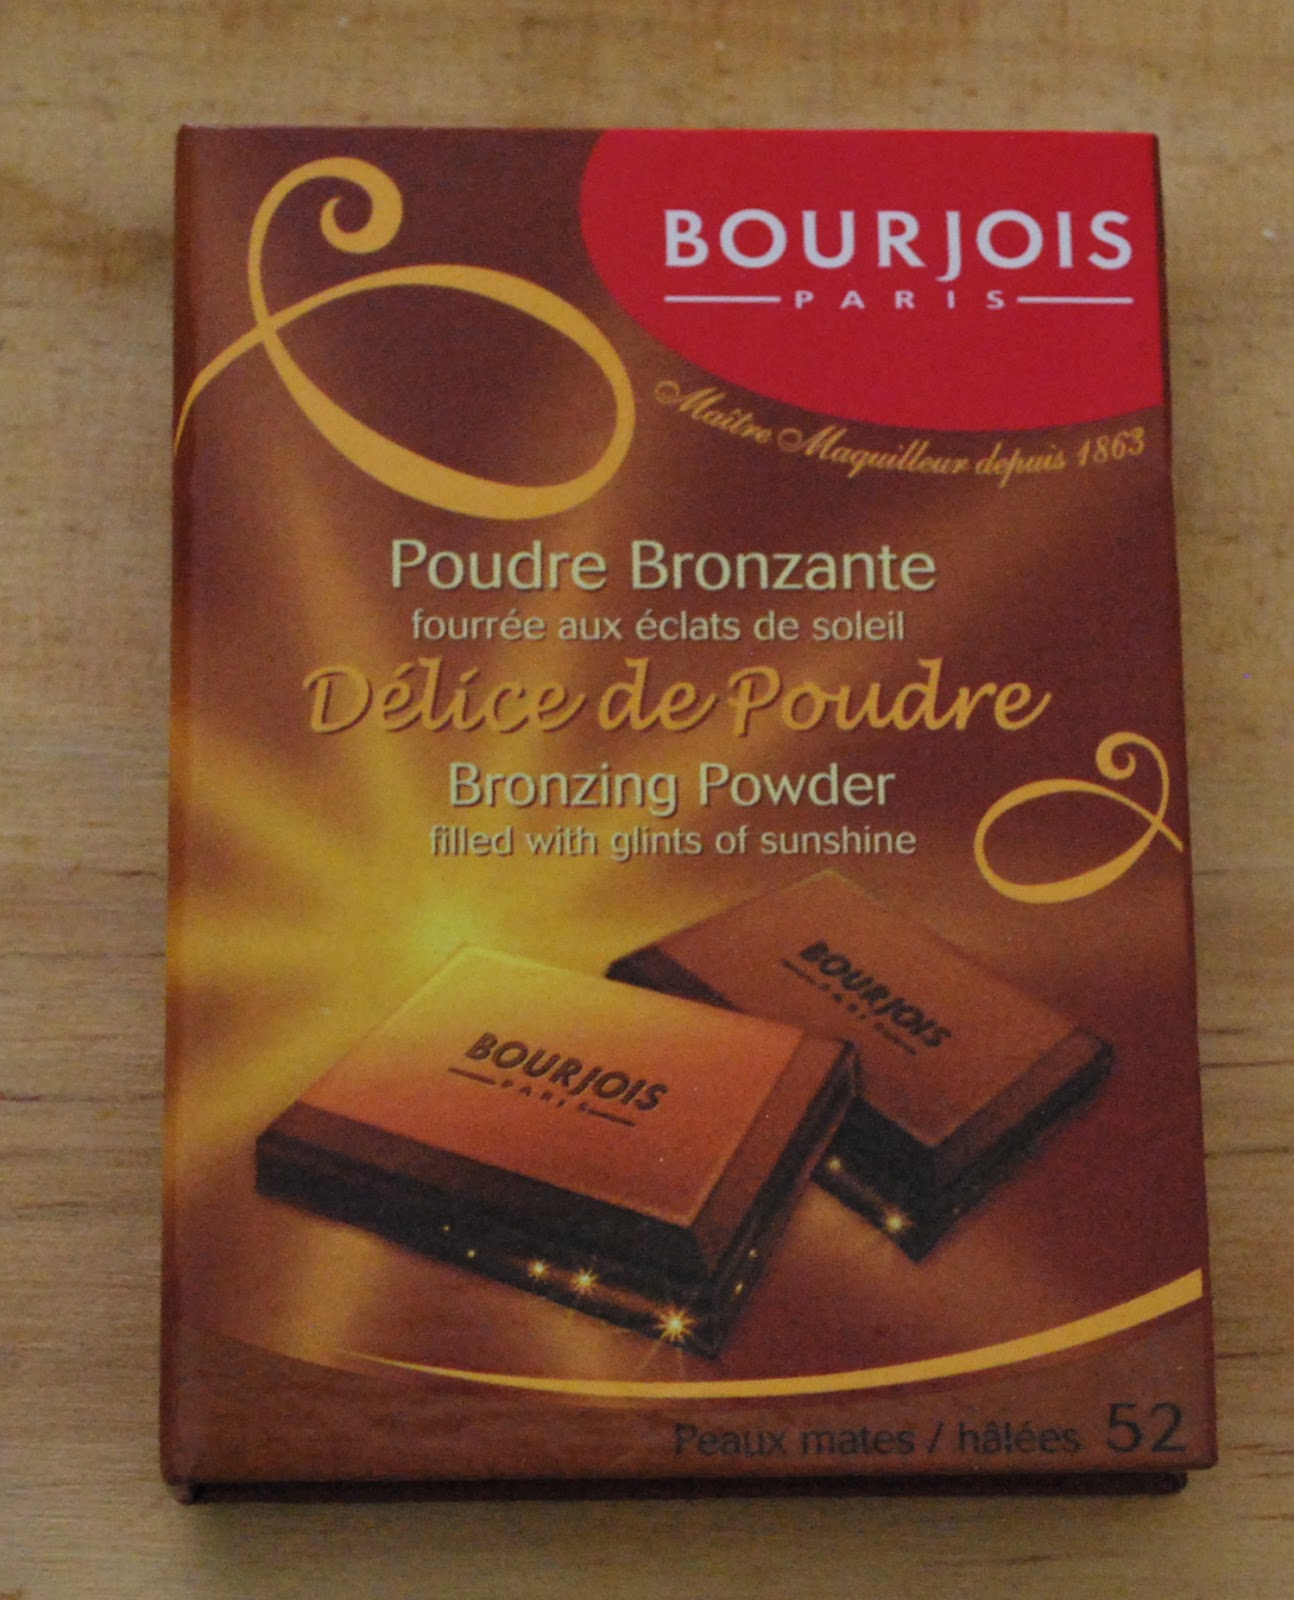 BOURJOIS
PARIS
Maître Maquilleur depuis 1863
Poudre Bronzante
fourrée aux éclats de soleil
Délice de Poudre
Bronzing Powder
filled with glints of sunshine
BOURJOIS
PARIS
BOURJOIS
PARIS
Peaux mates / hâlées 52